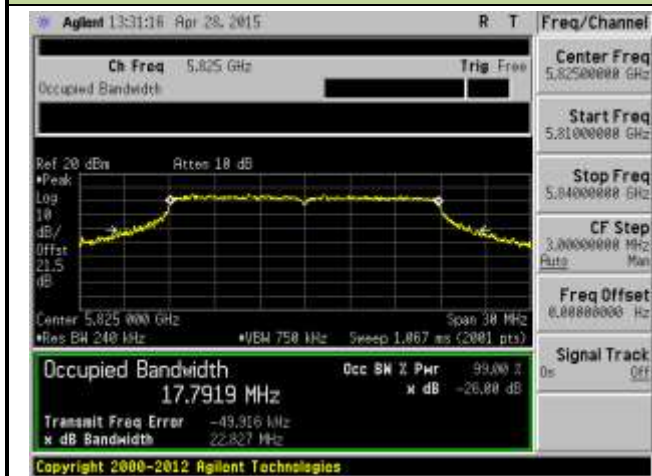 Agilent 13:31:16 Apr 28, 2015 R T Freq/Channel
Ch Freq 5.825 GHz Trig Free
Occupied Bandwidth
Center Freq
5.82500000 GHz
Start Freq
5.81000000 GHz
Stop Freq
5.84000000 GHz
CF Step
3.00000000 MHz
Auto Man
Freq Offset
0.00000000 Hz
Signal Track
On Off
Ref 20 dBm Atten 10 dB
•Peak
Log
10
dB/
Offst
21.5
dB
Center 5.825 000 GHz Span 30 MHz
•Res BW 240 kHz •VBW 750 kHz Sweep 1.067 ms (2001 pts)
Occupied Bandwidth Occ BW % Pwr 99.00 %
17.7919 MHz x dB -26.00 dB
Transmit Freq Error -49.916 kHz
x dB Bandwidth 22.827 MHz
Copyright 2000-2012 Agilent Technologies